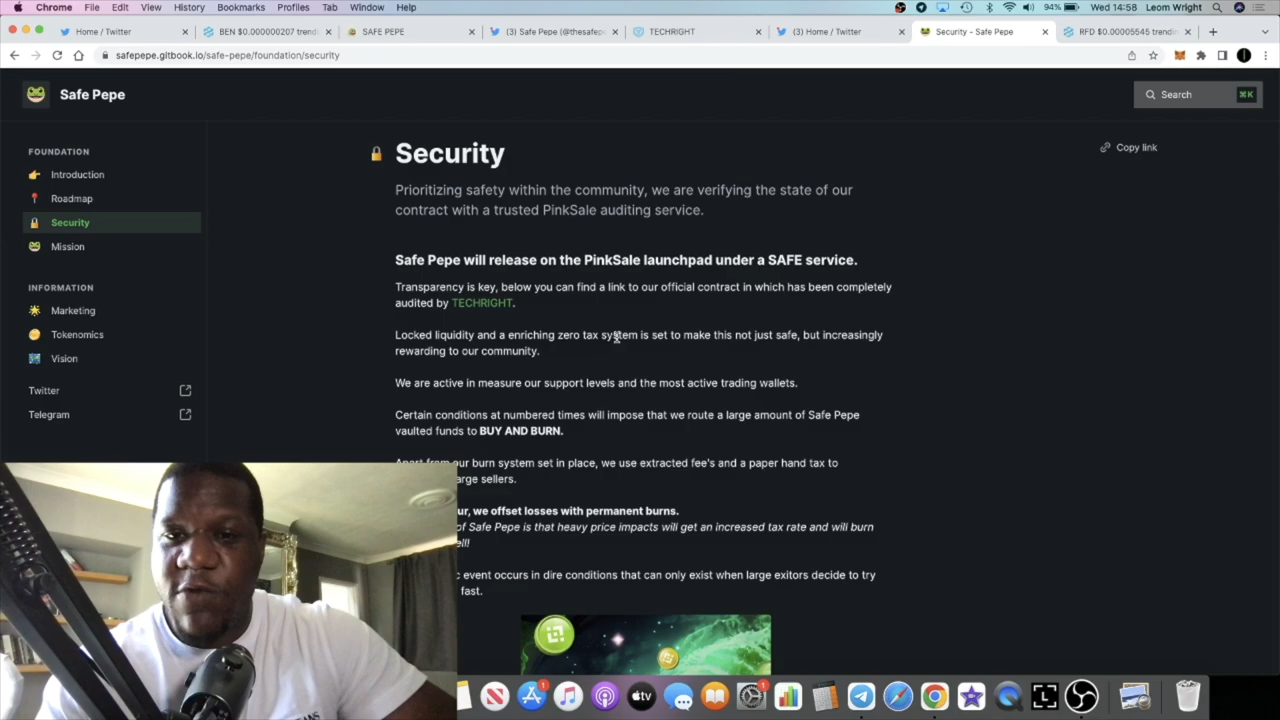 Chrome File Edit View History Bookmarks Profiles Tab Window Help 94% Wed 14:58 Leom Wright
Home / Twitter BEN $0.000000207 trendi SAFE PEPE (3) Safe Pepe (@thesafep TECHRIGHT (3) Home / Twitter Security - Safe Pepe RFD $0.00005545 trendin
safepepe.gitbook.io/safe-pepe/foundation/security
Safe Pepe
Search ⌘K
FOUNDATION
Introduction
Roadmap
Security
Mission
INFORMATION
Marketing
Tokenomics
Vision
Twitter
Telegram
Security
Copy link
Prioritizing safety within the community, we are verifying the state of our
contract with a trusted PinkSale auditing service.
Safe Pepe will release on the PinkSale launchpad under a SAFE service.
Transparency is key, below you can find a link to our official contract in which has been completely
audited by TECHRIGHT.
Locked liquidity and a enriching zero tax system is set to make this not just safe, but increasingly
rewarding to our community.
We are active in measure our support levels and the most active trading wallets.
Certain conditions at numbered times will impose that we route a large amount of Safe Pepe
vaulted funds to BUY AND BURN.
Apart from our burn system set in place, we use extracted fee's and a paper hand tax to
arge sellers.
ur, we offset losses with permanent burns.
of Safe Pepe is that heavy price impacts will get an increased tax rate and will burn
ell!
c event occurs in dire conditions that can only exist when large exitors decide to try
fast.
tv